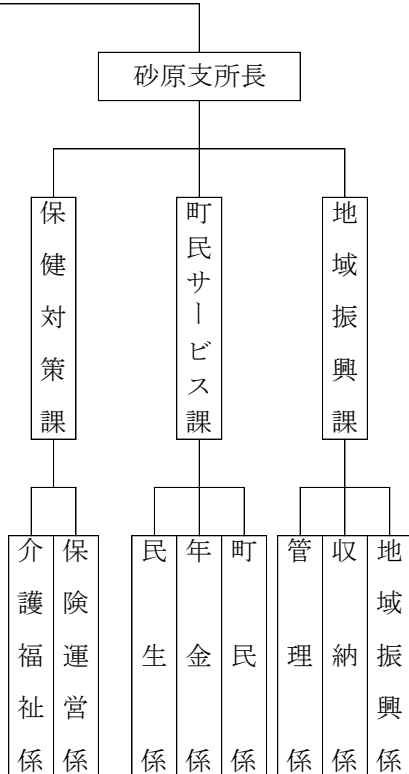 砂原支所長
地域振興課
町民サービス課
保健対策課
地域振興係
収納係
管理係
町民係
年金係
民生係
保険運営係
介護福祉係